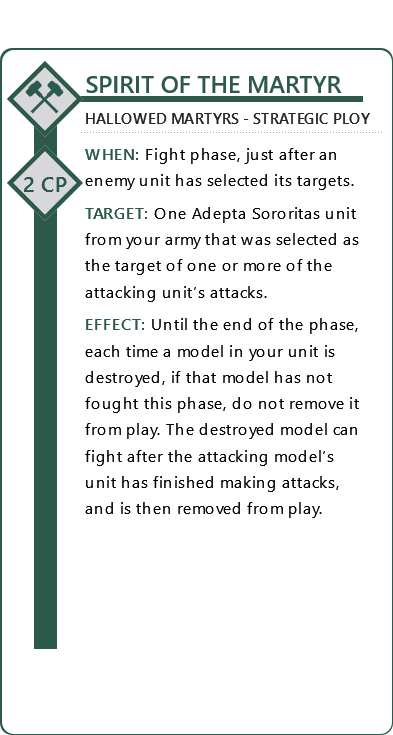 SPIRIT OF THE MARTYR
HALLOWED MARTYRS - STRATEGIC PLOY
2 CP
WHEN: Fight phase, just after an
enemy unit has selected its targets.
TARGET: One Adepta Sororitas unit
from your army that was selected as
the target of one or more of the
attacking unit’s attacks.
EFFECT: Until the end of the phase,
each time a model in your unit is
destroyed, if that model has not
fought this phase, do not remove it
from play. The destroyed model can
fight after the attacking model’s
unit has finished making attacks,
and is then removed from play.